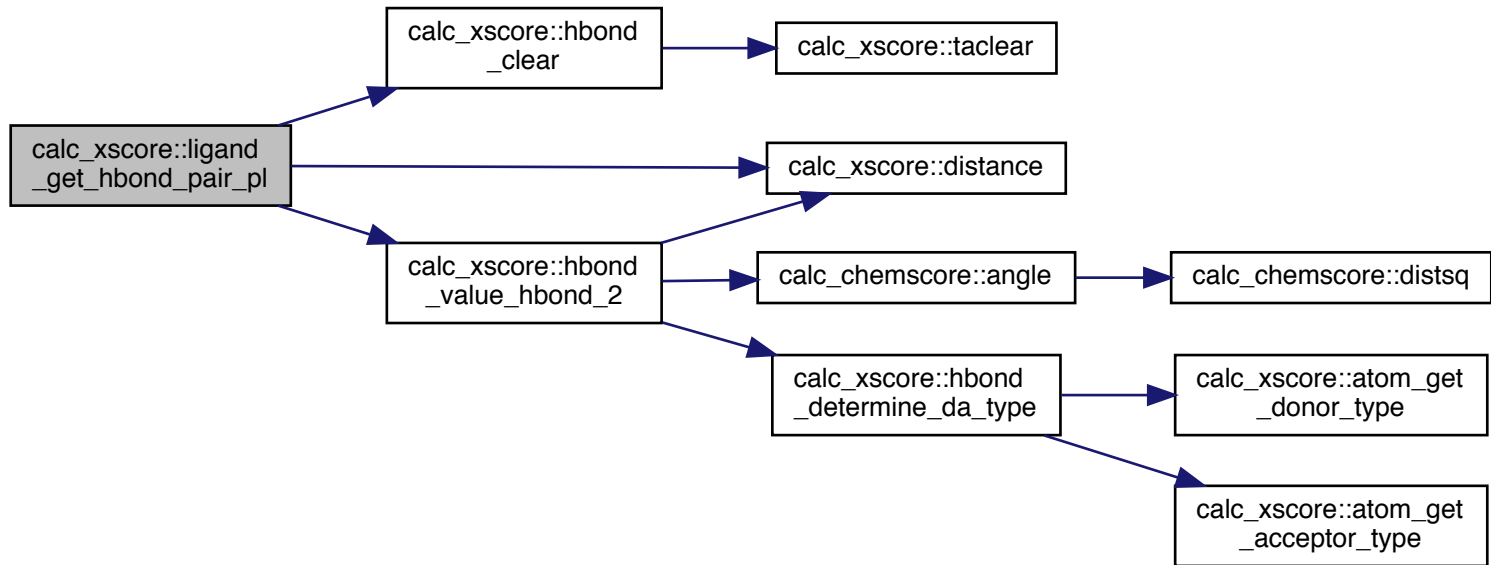 calc_xscore::ligand
_get_hbond_pair_pl
calc_xscore::hbond
_clear
calc_xscore::taclear
calc_xscore::distance
calc_xscore::hbond
_value_hbond_2
calc_chemscore::angle
calc_chemscore::distsq
calc_xscore::hbond
_determine_da_type
calc_xscore::atom_get
_donor_type
calc_xscore::atom_get
_acceptor_type